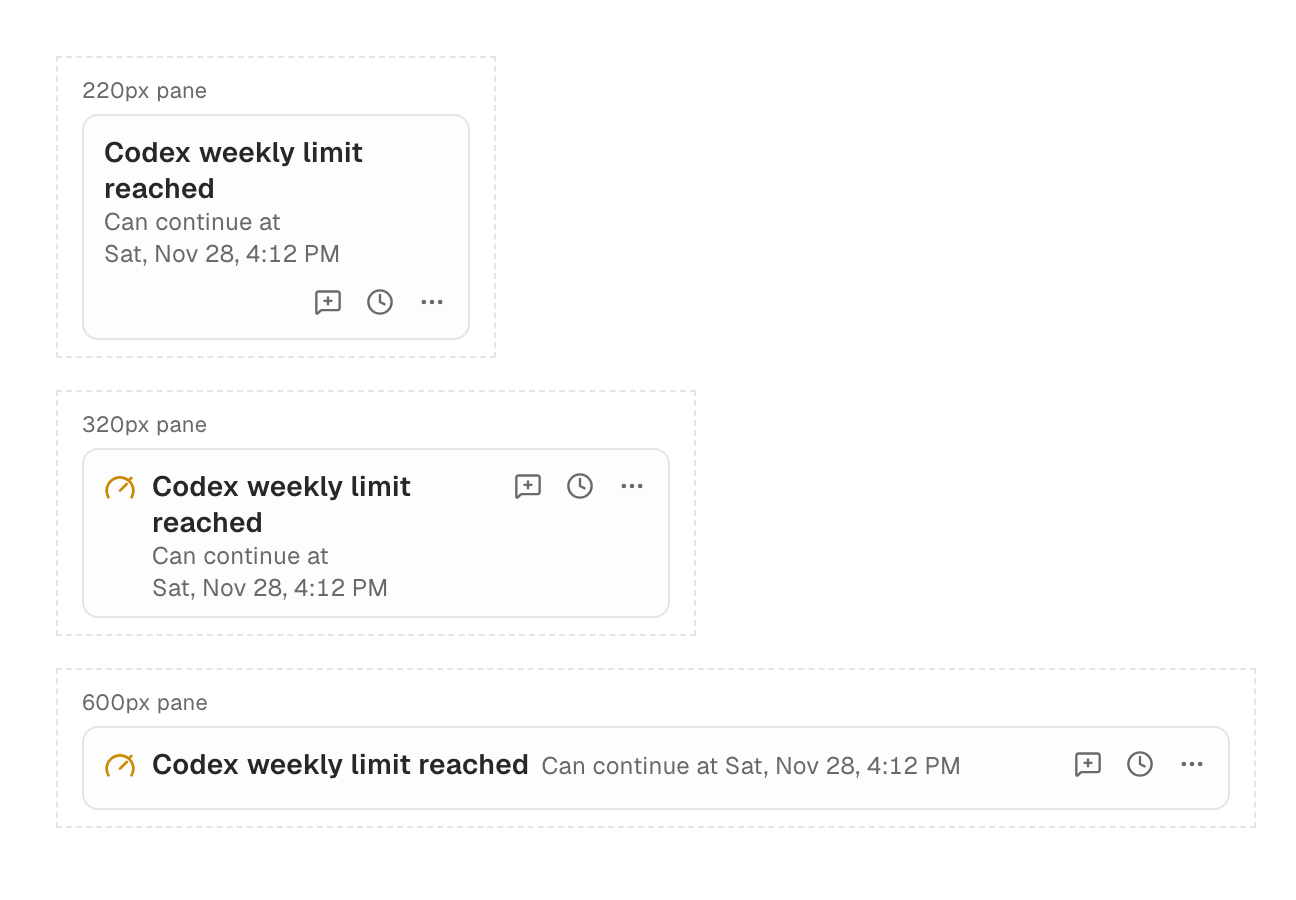 220px pane
Codex weekly limit
reached
Can continue at
Sat, Nov 28, 4:12 PM
320px pane
Codex weekly limit
reached
Can continue at
Sat, Nov 28, 4:12 PM
600px pane
Codex weekly limit reached Can continue at Sat, Nov 28, 4:12 PM